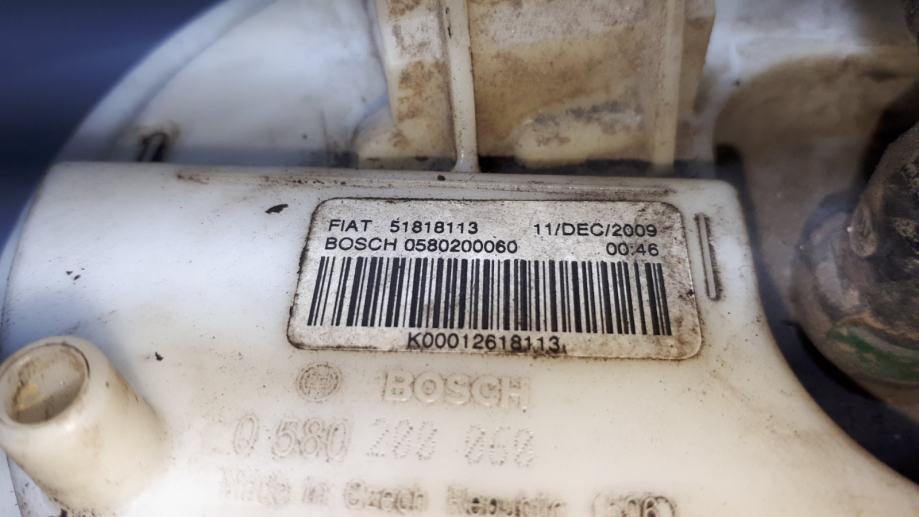 FIAT 51818113 11/DEC/2009
BOSCH 0580200060 00:46
K00012618113
BOSCH
0 580 200 060
Made in Czech Republic